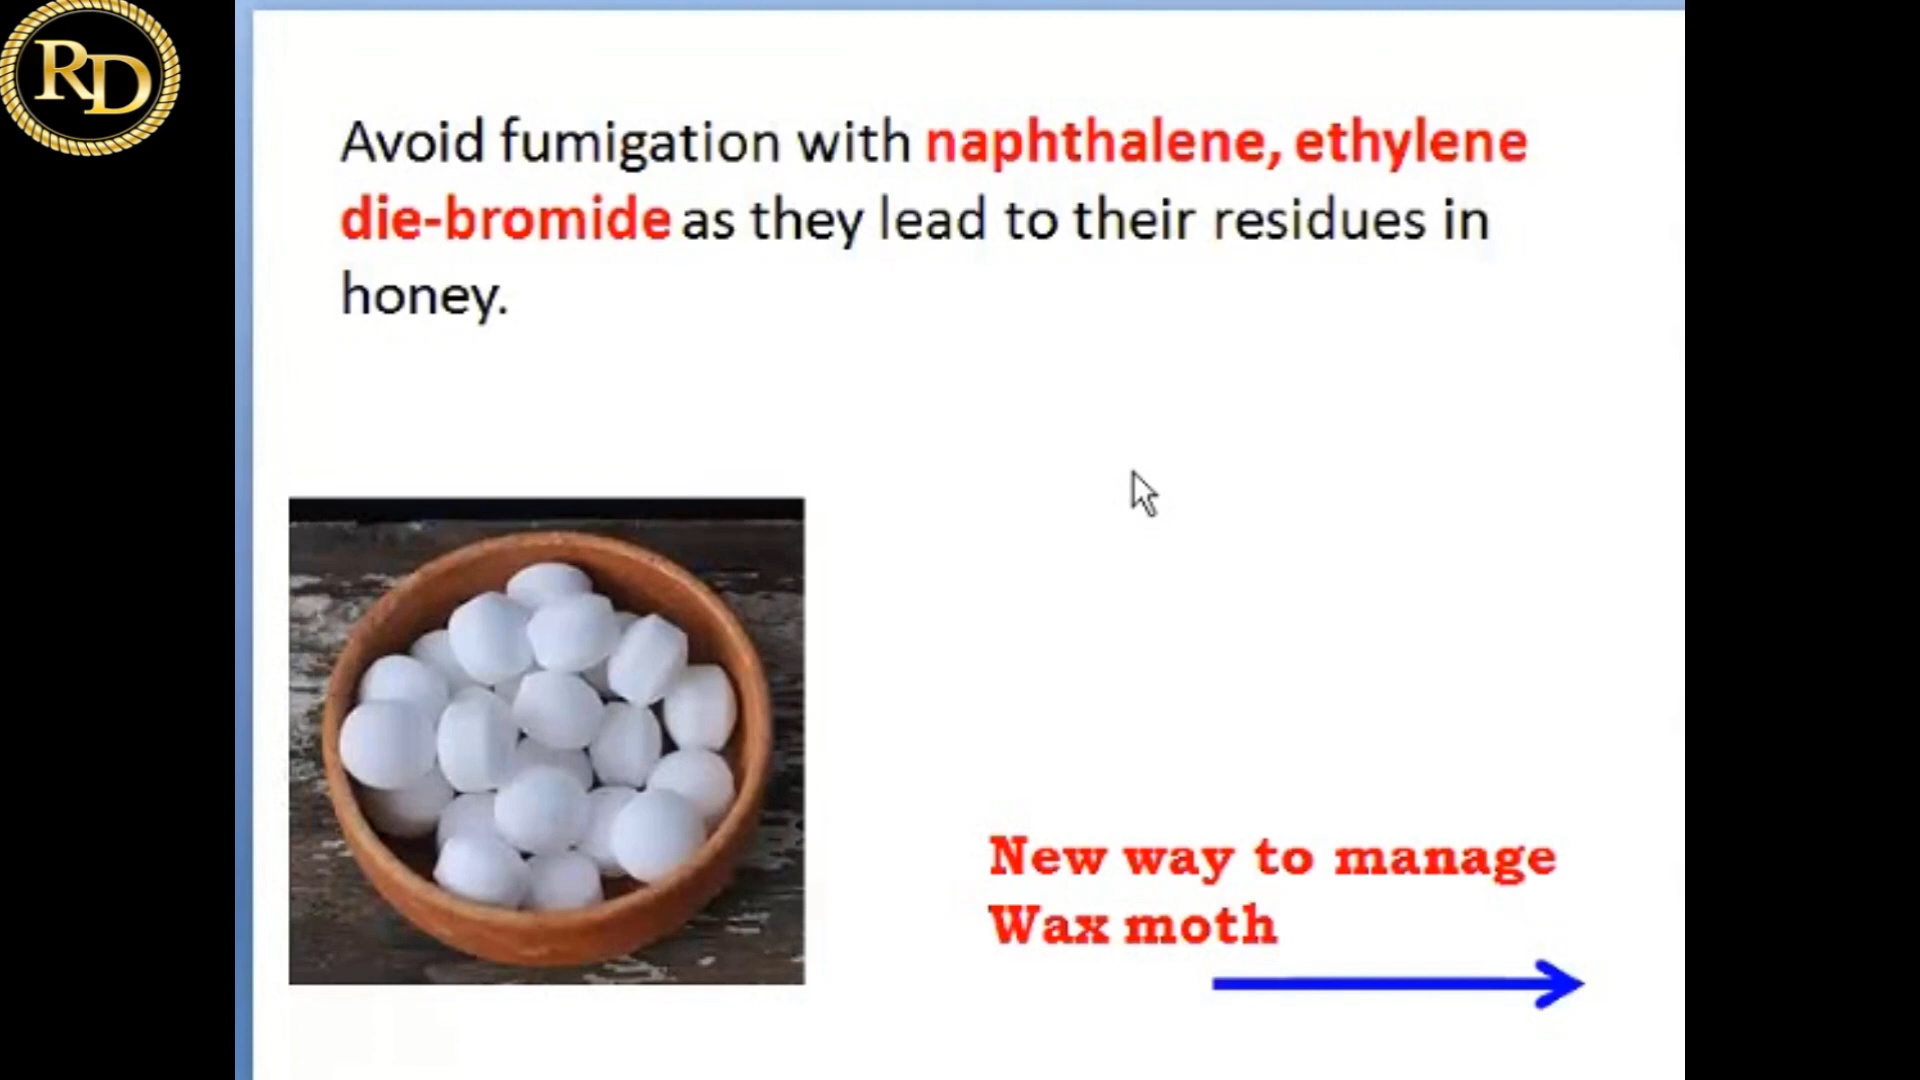 RD
Avoid fumigation with naphthalene, ethylene
die-bromide as they lead to their residues in
honey.
New way to manage
Wax moth